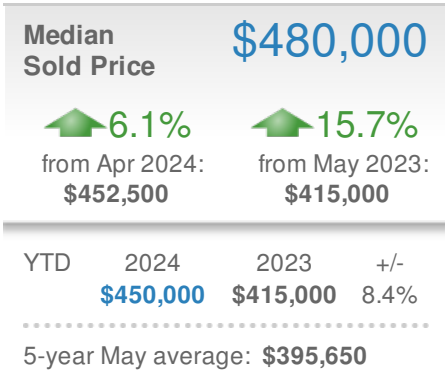 Median $480,000
Sold Price
6.1% 15.7%
from Apr 2024: from May 2023:
$452,500 $415,000
YTD 2024 2023 +/-
$450,000 $415,000 8.4%
5-year May average: $395,650